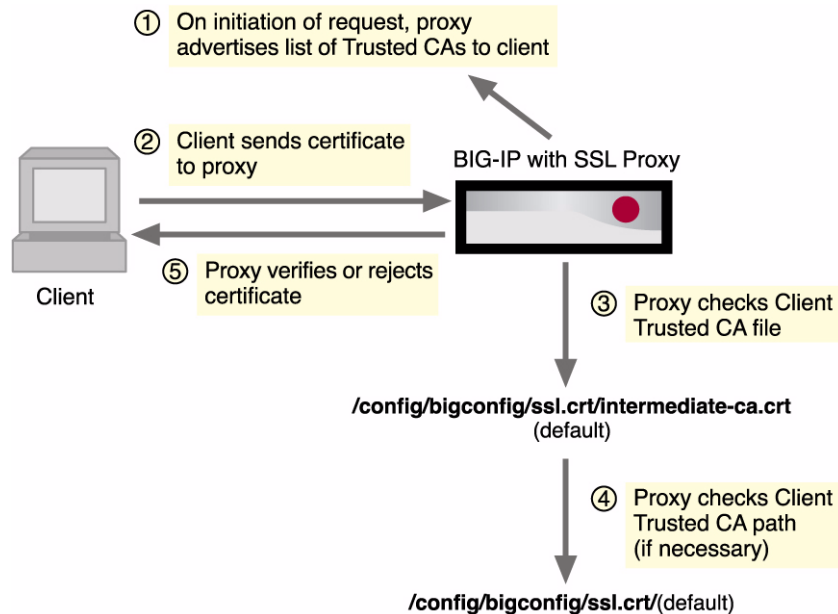 ① On initiation of request, proxy
advertises list of Trusted CAs to client
② Client sends certificate
to proxy
BIG-IP with SSL Proxy
Client
⑤ Proxy verifies or rejects
certificate
③ Proxy checks Client
Trusted CA file
/config/bigconfig/ssl.crt/intermediate-ca.crt
(default)
④ Proxy checks Client
Trusted CA path
(if necessary)
/config/bigconfig/ssl.crt/(default)